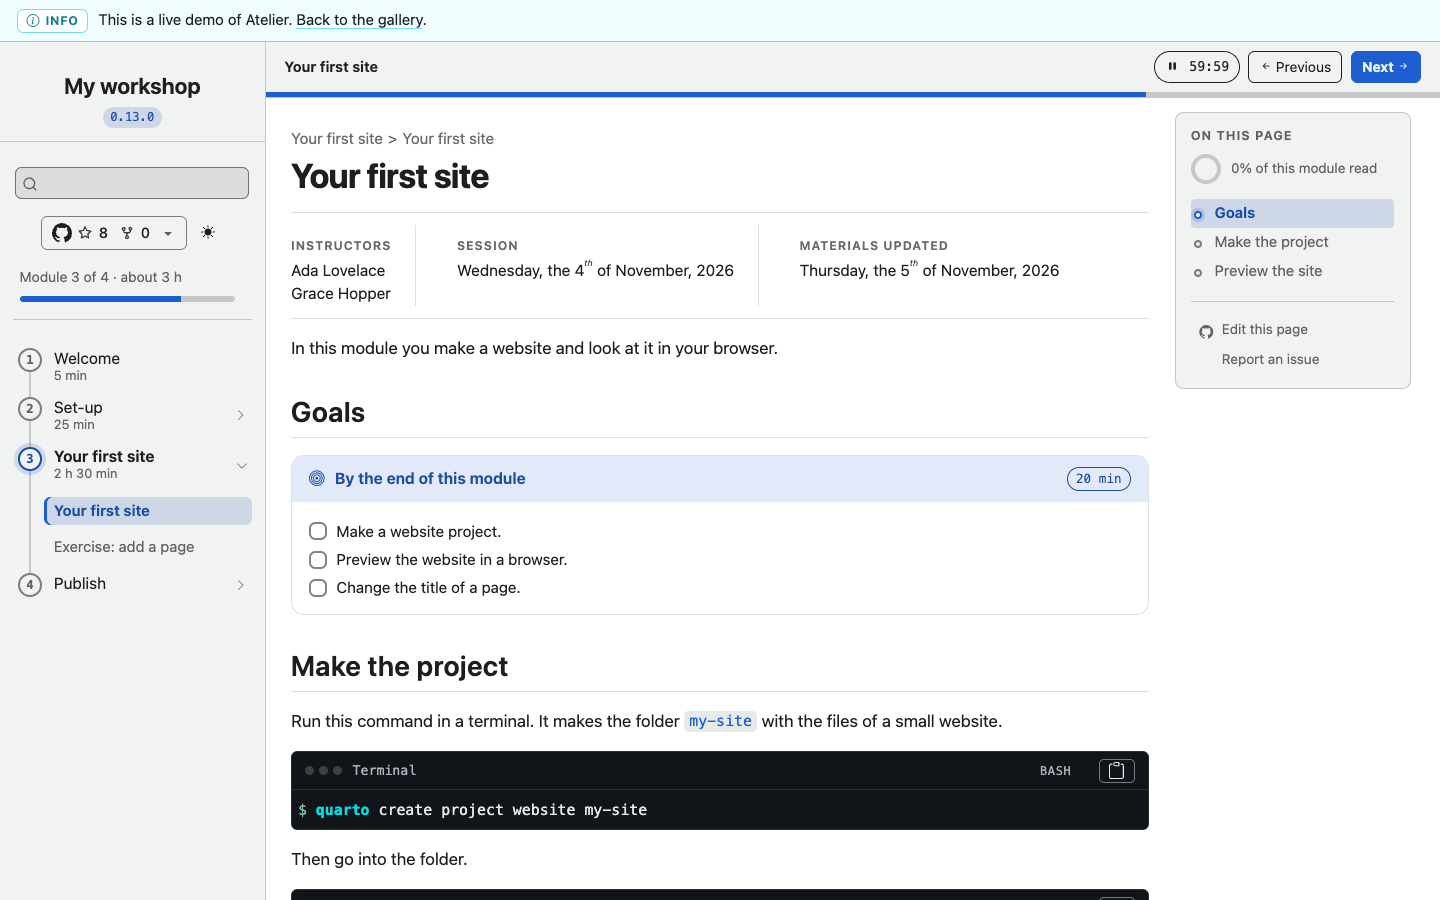 INFO This is a live demo of Atelier. Back to the gallery.
My workshop
0.13.0
8 0
Module 3 of 4 · about 3 h
1 Welcome
5 min
2 Set-up
25 min
3 Your first site
2 h 30 min
Your first site
Exercise: add a page
4 Publish
Your first site
59:59
← Previous
Next →
Your first site > Your first site
Your first site
INSTRUCTORS
Ada Lovelace
Grace Hopper
SESSION
Wednesday, the 4th of November, 2026
MATERIALS UPDATED
Thursday, the 5th of November, 2026
In this module you make a website and look at it in your browser.
Goals
By the end of this module
20 min
Make a website project.
Preview the website in a browser.
Change the title of a page.
Make the project
Run this command in a terminal. It makes the folder my-site with the files of a small website.
Terminal
BASH
$ quarto create project website my-site
Then go into the folder.
ON THIS PAGE
0% of this module read
Goals
Make the project
Preview the site
Edit this page
Report an issue